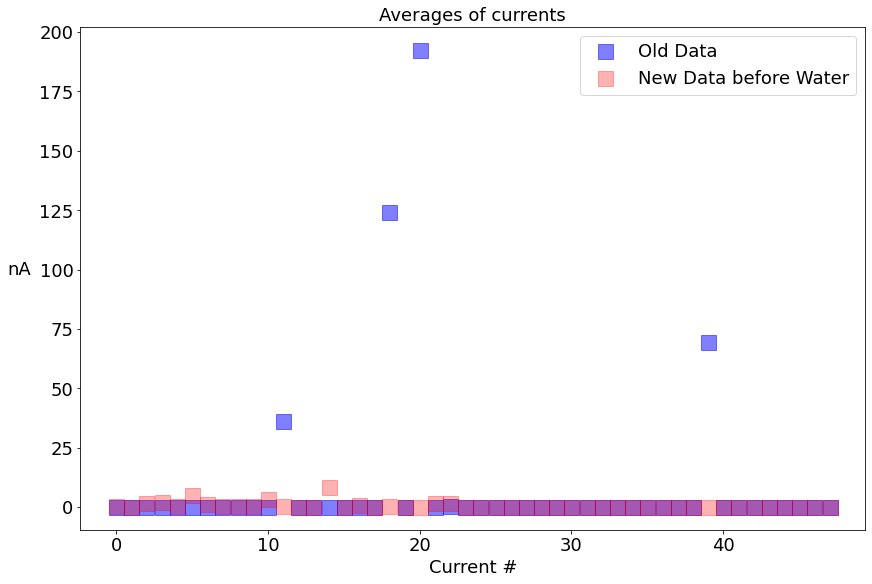 Averages of currents
Old Data
New Data before Water
200
175
150
125
nA
100
75
50
25
0
0 10 20 30 40
Current #